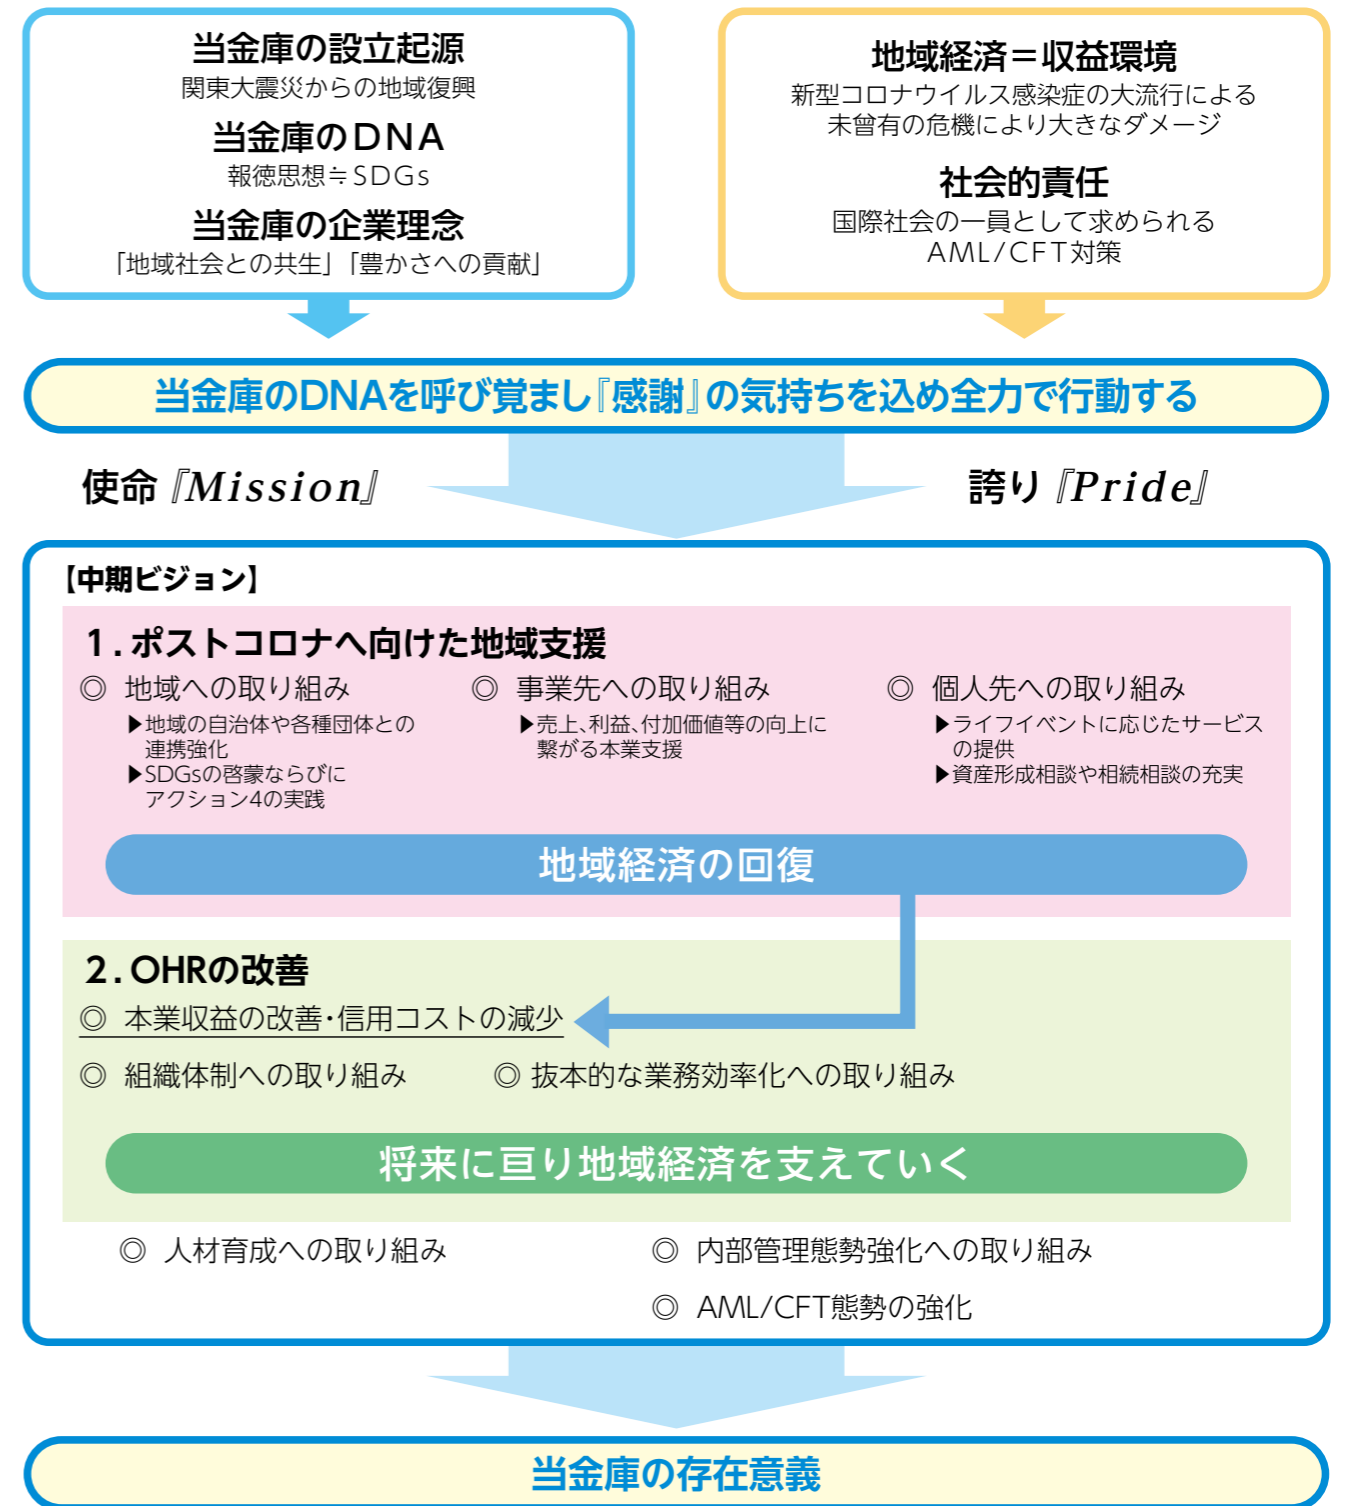 当金庫の設立起源
関東大震災からの地域復興
当金庫のDNA
報徳思想≒SDGs
当金庫の企業理念
「地域社会との共生」「豊かさへの貢献」
地域経済＝収益環境
新型コロナウイルス感染症の大流行による
未曾有の危機により大きなダメージ
社会的責任
国際社会の一員として求められる
AML/CFT対策
当金庫のDNAを呼び覚まし『感謝』の気持ちを込め全力で行動する
使命『Mission』
誇り『Pride』
【中期ビジョン】
1.ポストコロナへ向けた地域支援
◎ 地域への取り組み
▶地域の自治体や各種団体との
連携強化
▶SDGsの啓蒙ならびに
アクション4の実践
◎ 事業先への取り組み
▶売上、利益、付加価値等の向上に
繋がる本業支援
◎ 個人先への取り組み
▶ライフイベントに応じたサービス
の提供
▶資産形成相談や相続相談の充実
地域経済の回復
2.OHRの改善
◎ 本業収益の改善・信用コストの減少
◎ 組織体制への取り組み
◎ 抜本的な業務効率化への取り組み
将来に亘り地域経済を支えていく
◎ 人材育成への取り組み
◎ 内部管理態勢強化への取り組み
◎ AML/CFT態勢の強化
当金庫の存在意義